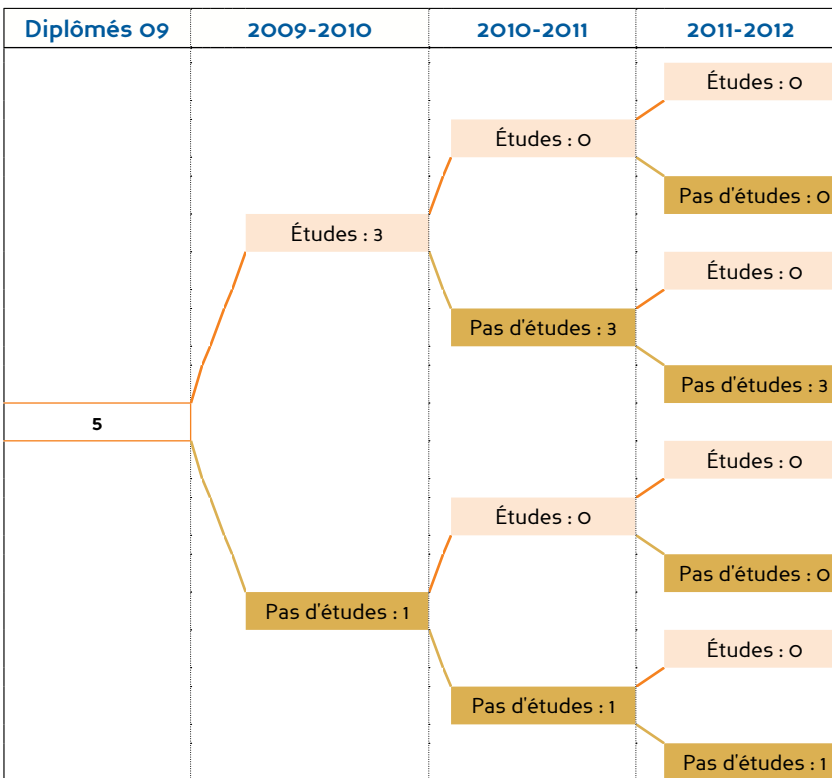 Diplômés 09 2009-2010 2010-2011 2011-2012
Études : 0
Études : 0
Pas d'études : 0
Études : 3
Études : 0
Pas d'études : 3
Pas d'études : 3
5
Études : 0
Études : 0
Pas d'études : 0
Pas d'études : 1
Études : 0
Pas d'études : 1
Pas d'études : 1